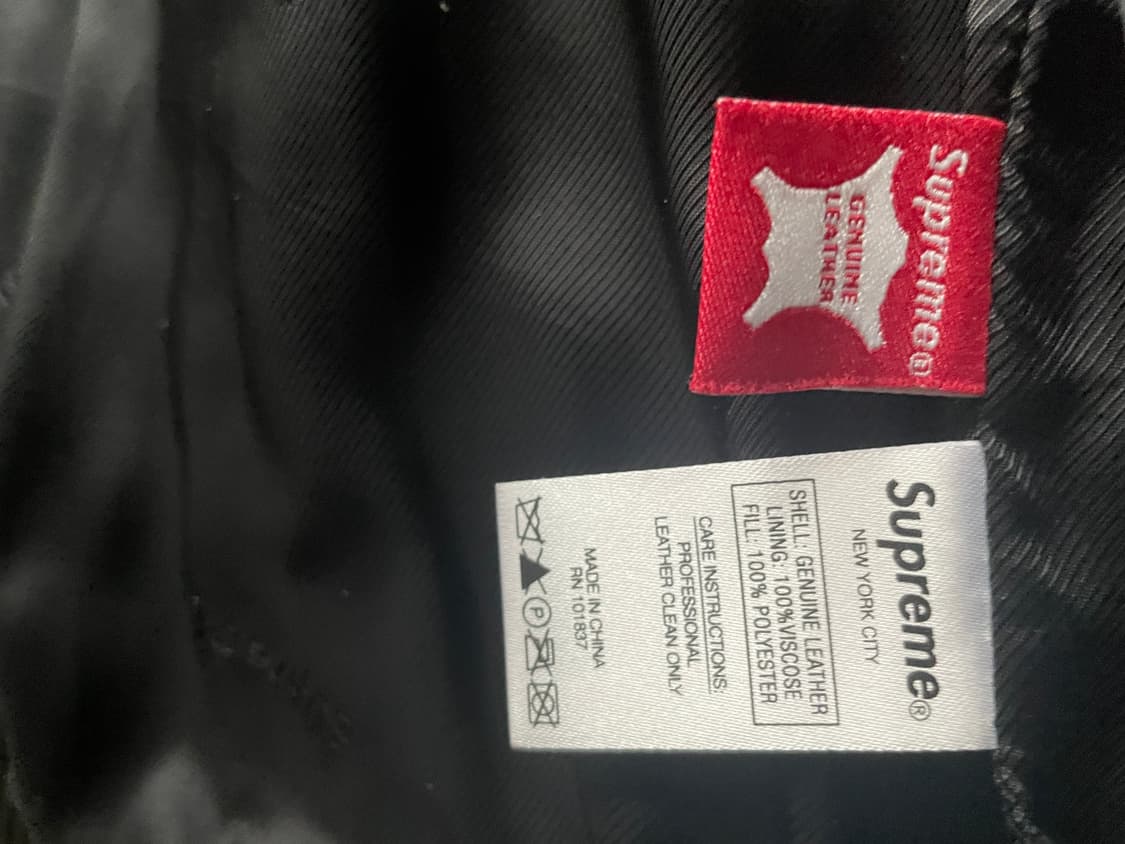 Supreme®
GENUINE
LEATHER
Supreme®
NEW YORK CITY
SHELL: GENUINE LEATHER
LINING: 100%VISCOSE
FILL: 100% POLYESTER
CARE INSTRUCTIONS:
PROFESSIONAL
LEATHER CLEAN ONLY
MADE IN CHINA
RN 101837
P